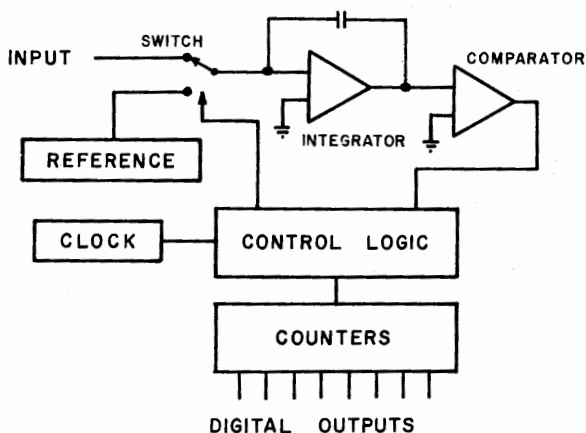 SWITCH
INPUT
COMPARATOR
INTEGRATOR
REFERENCE
CLOCK
CONTROL LOGIC
COUNTERS
DIGITAL OUTPUTS